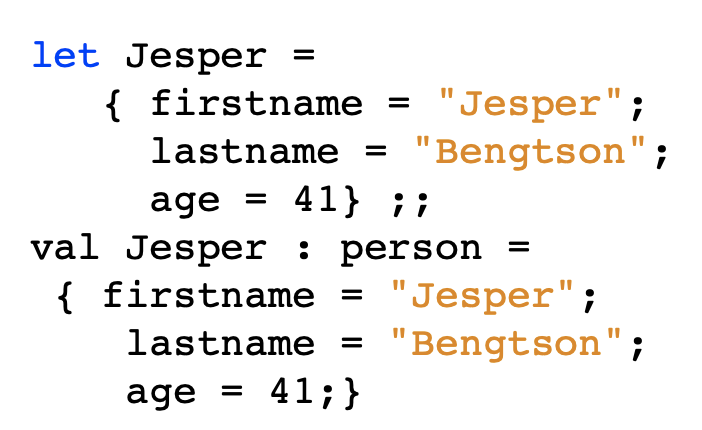 let Jesper =
{ firstname = "Jesper";
lastname = "Bengtson";
age = 41} ;;
val Jesper : person =
{ firstname = "Jesper";
lastname = "Bengtson";
age = 41;}